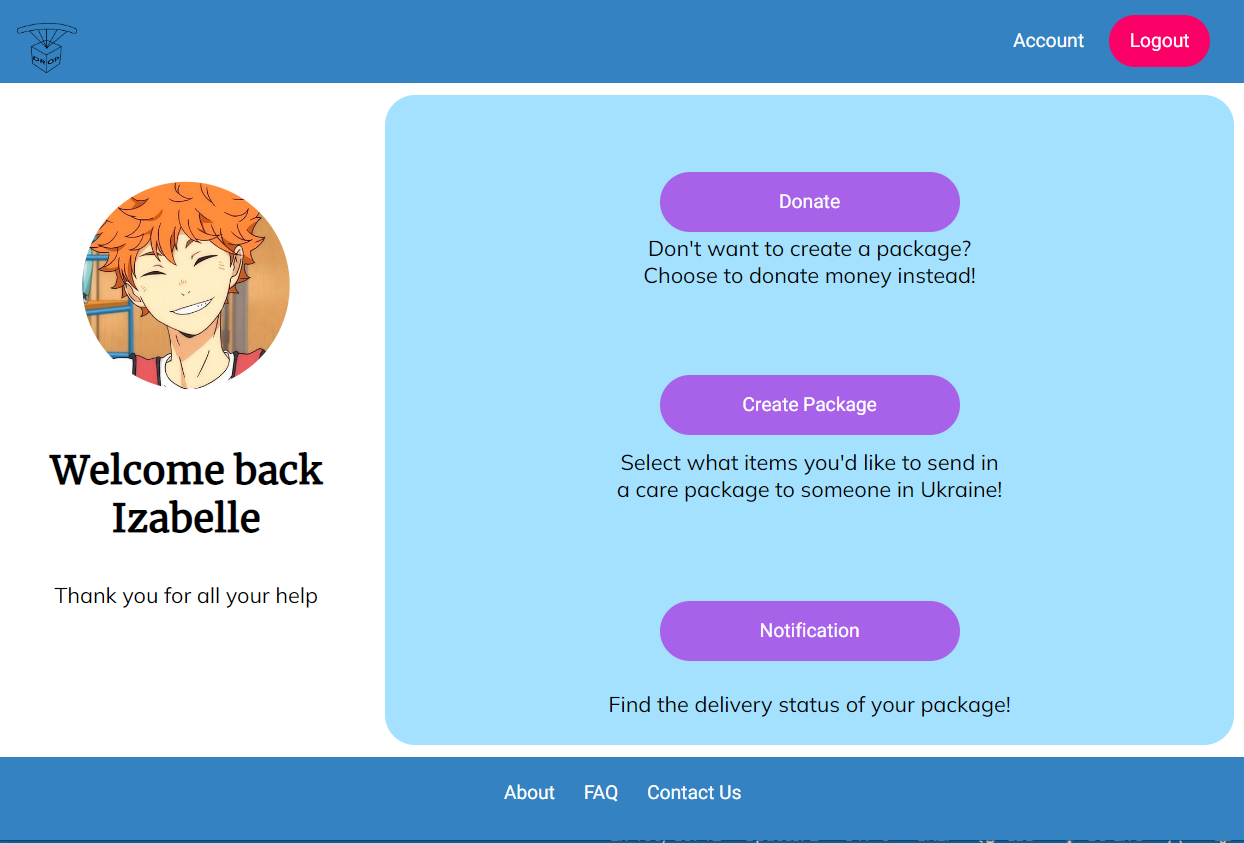 DROP
Account
Logout
Welcome back
Izabelle
Thank you for all your help
Donate
Don't want to create a package?
Choose to donate money instead!
Create Package
Select what items you'd like to send in
a care package to someone in Ukraine!
Notification
Find the delivery status of your package!
About
FAQ
Contact Us